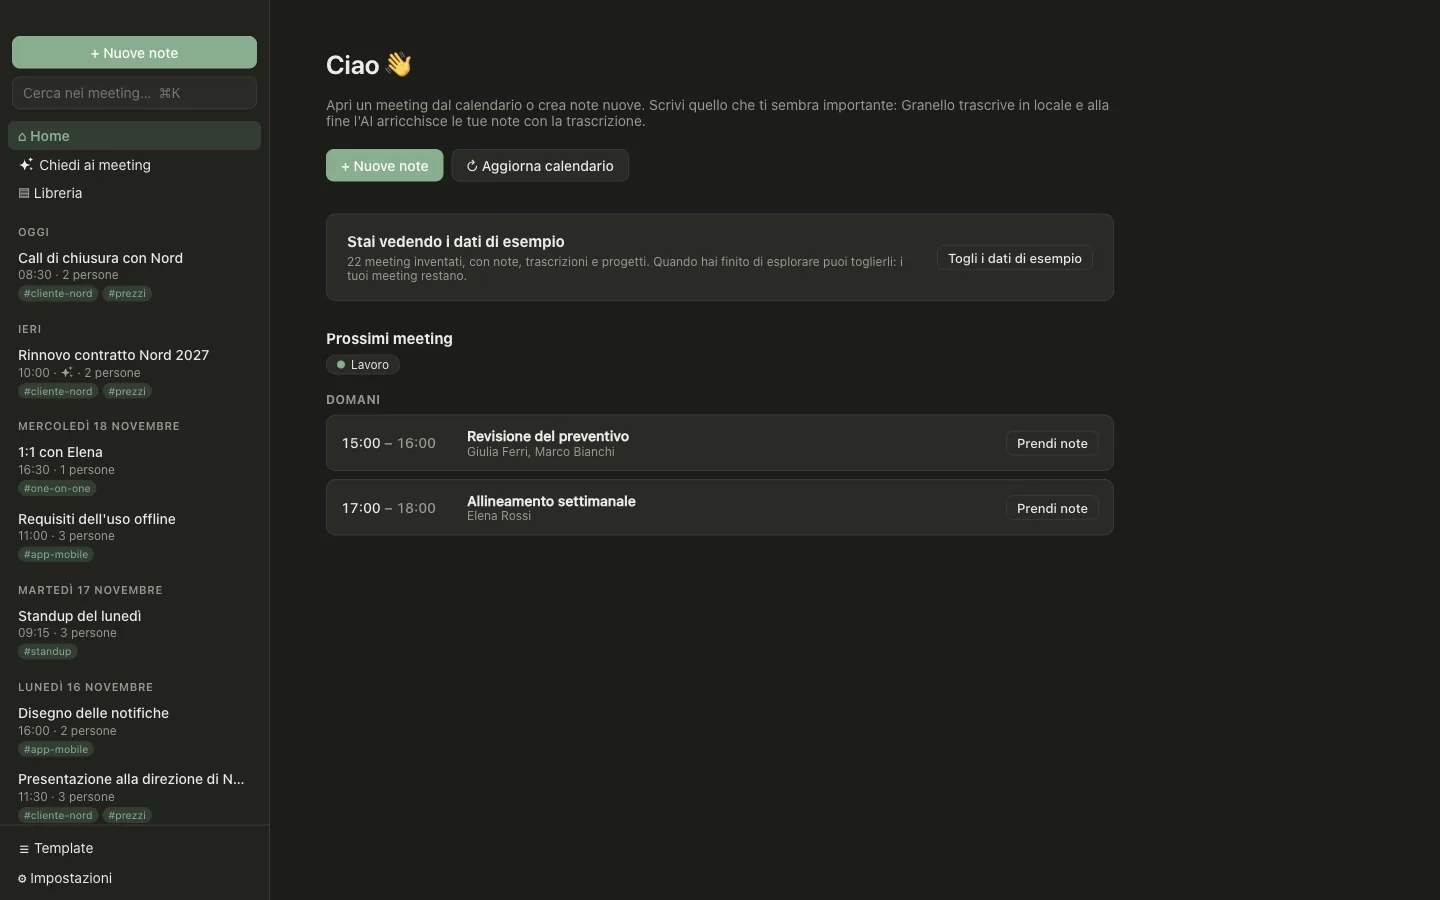 + Nuove note
Cerca nei meeting... ⌘K
Home
Chiedi ai meeting
Libreria
OGGI
Call di chiusura con Nord
08:30 · 2 persone
#cliente-nord #prezzi
IERI
Rinnovo contratto Nord 2027
10:00 · ✨ · 2 persone
#cliente-nord #prezzi
MERCOLEDÌ 18 NOVEMBRE
1:1 con Elena
16:30 · 1 persone
#one-on-one
Requisiti dell'uso offline
11:00 · 3 persone
#app-mobile
MARTEDÌ 17 NOVEMBRE
Standup del lunedì
09:15 · 3 persone
#standup
LUNEDÌ 16 NOVEMBRE
Disegno delle notifiche
16:00 · 2 persone
#app-mobile
Presentazione alla direzione di N...
11:30 · 3 persone
#cliente-nord #prezzi
Template
Impostazioni
Ciao 👋
Apri un meeting dal calendario o crea note nuove. Scrivi quello che ti sembra importante: Granello trascrive in locale e alla
fine l'AI arricchisce le tue note con la trascrizione.
+ Nuove note
↻ Aggiorna calendario
Stai vedendo i dati di esempio
22 meeting inventati, con note, trascrizioni e progetti. Quando hai finito di esplorare puoi toglierli: i
tuoi meeting restano.
Togli i dati di esempio
Prossimi meeting
Lavoro
DOMANI
15:00 – 16:00
Revisione del preventivo
Giulia Ferri, Marco Bianchi
Prendi note
17:00 – 18:00
Allineamento settimanale
Elena Rossi
Prendi note